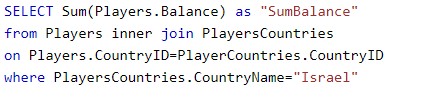 SELECT Sum(Players.Balance) as "SumBalance"
from Players inner join PlayersCountries
on Players.CountryID=PlayerCountries.CountryID
where PlayersCountries.CountryName="Israel"